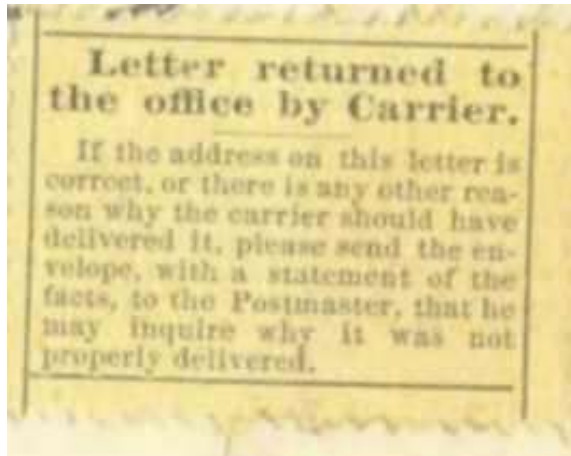 Letter returned to
the office by Carrier.
If the address on this letter is
correct, or there is any other rea-
son why the carrier should have
delivered it, please send the en-
velope, with a statement of the
facts, to the Postmaster, that he
may inquire why it was not
properly delivered.